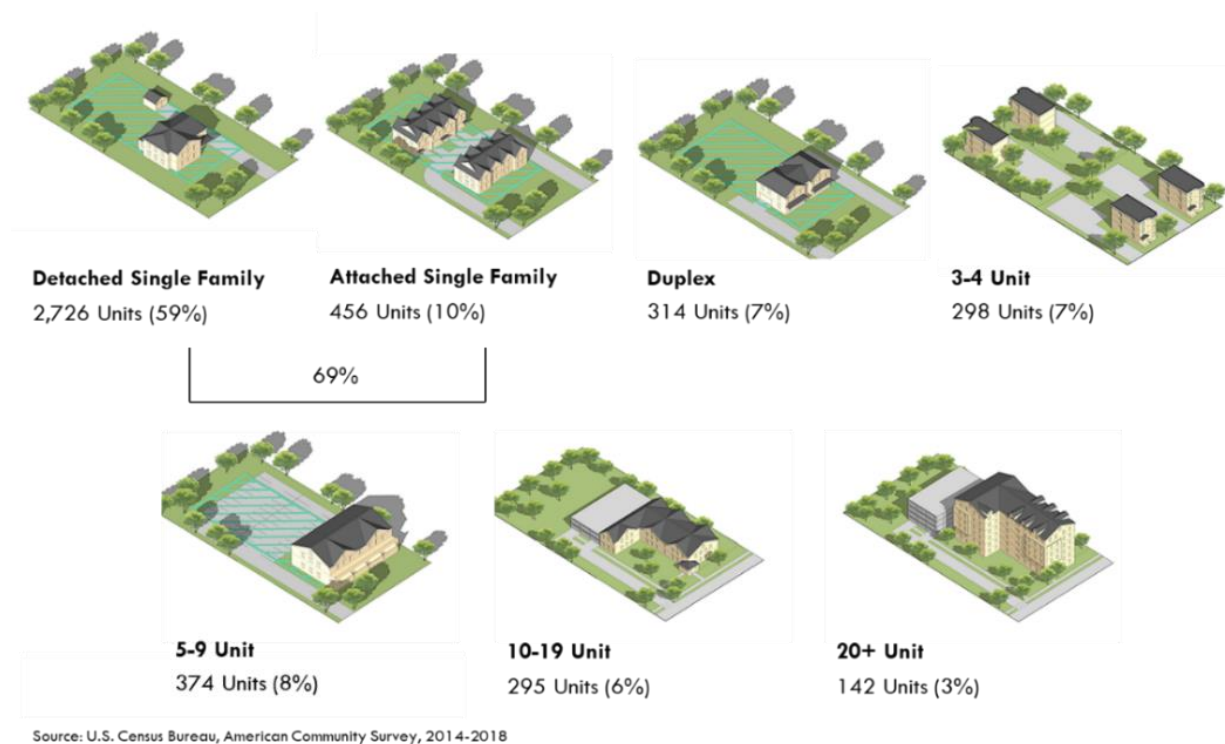 Detached Single Family
2,726 Units (59%)
Attached Single Family
456 Units (10%)
Duplex
314 Units (7%)
3-4 Unit
298 Units (7%)
69%
5-9 Unit
374 Units (8%)
10-19 Unit
295 Units (6%)
20+ Unit
142 Units (3%)
Source: U.S. Census Bureau, American Community Survey, 2014-2018